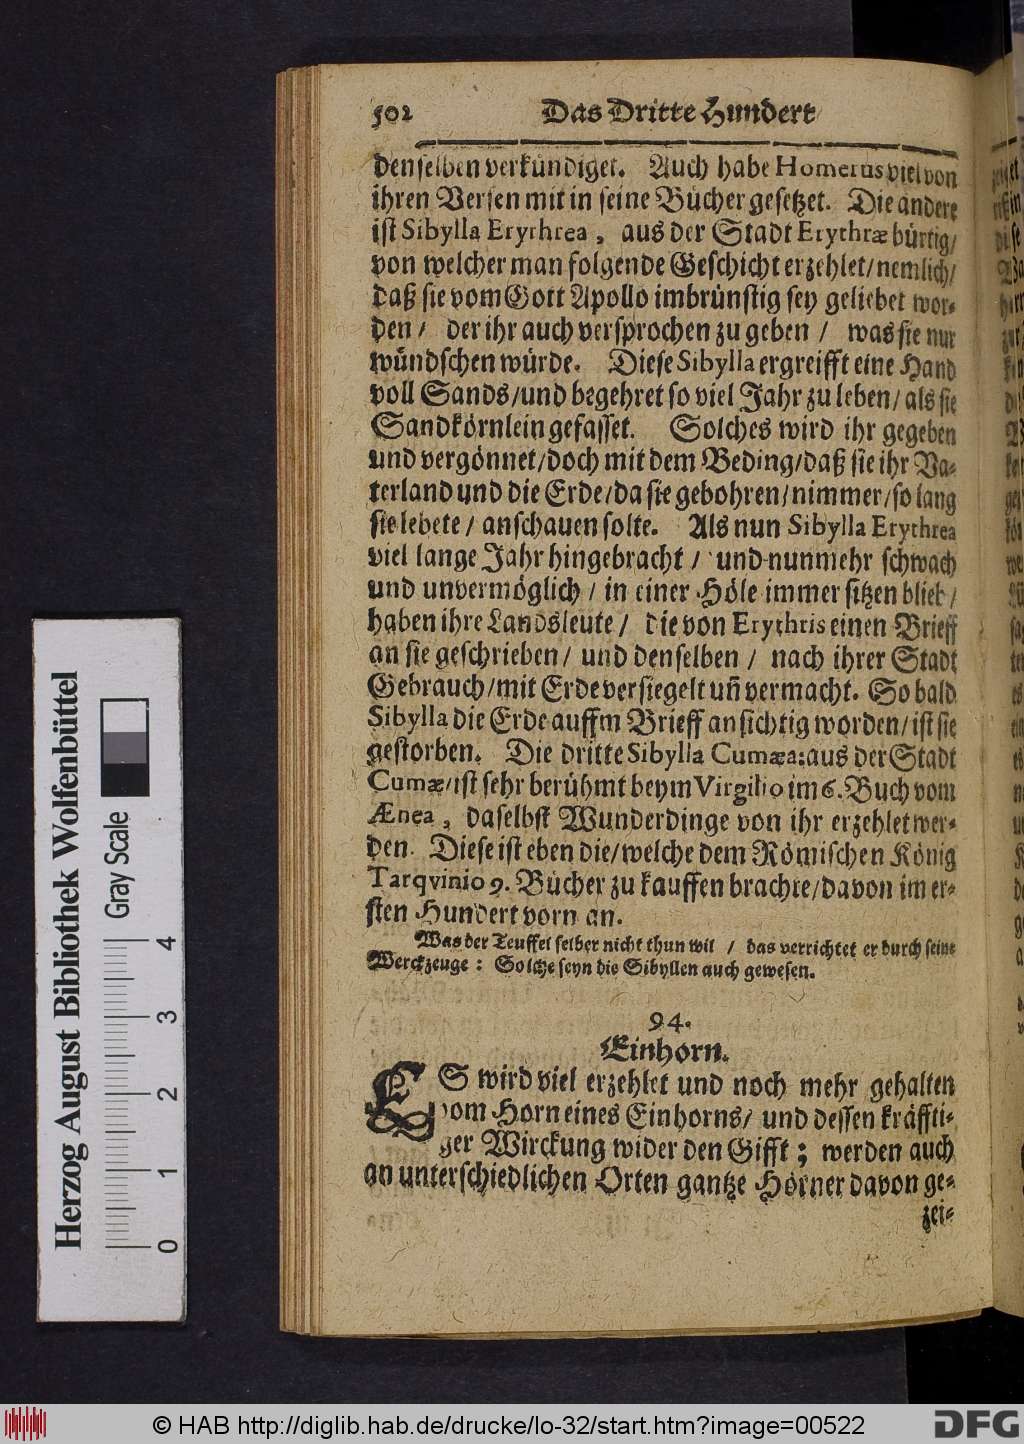 502 Das Dritte Hundert
denselben verkündiget. Auch habe Homerus viel von
ihren Versen mit in seine Bücher gesetzet. Die andere
ist Sibylla Erythrea, aus der Stadt Erythræ bürtig/
von welcher man folgende Geschicht erzehlet/ nemlich/
daß sie vom Gott Apollo imbrünstig sey geliebet wor-
den/ der ihr auch versprochen zu geben / was sie nur
wündschen würde. Diese Sibylla ergreifft eine Hand
voll Sands/und begehret so viel Jahr zu leben/ als sie
Sandkörnlein gefasset. Solches wird ihr gegeben
und vergönnet/doch mit dem Beding/daß sie ihr Va-
terland und die Erde/da sie gebohren/nimmer/so lang
sie lebete/ anschauen solte. Als nun Sibylla Erythrea
viel lange Jahr hingebracht / und nunmehr schwach
und unvermöglich / in einer Höle immer sitzen blieb/
haben ihre Landsleute/ die von Erythris einen Brieff
an sie geschrieben/ und denselben / nach ihrer Stadt
Gebrauch/mit Erde versiegelt uñ vermacht. So bald
Sibylla die Erde auffm Brieff ansichtig worden/ist sie
gestorben. Die dritte Sibylla Cumæa: aus der Stadt
Cumæ/ist sehr berühmt beym Virgilio im 6. Buch vom
Ænea, daselbst Wunderdinge von ihr erzehlet wer-
den. Diese ist eben die/welche dem Römischen König
Tarqvinio 9. Bücher zu kauffen brachte/davon im er-
sten Hundert vorn an.
Was der Teuffel selber nicht thun wil / das verrichtet er durch seine
Werckzeuge: Solche seyn die Sibyllen auch gewesen.
94.
Einhorn.
ES wird viel erzehlet und noch mehr gehalten
vom Horn eines Einhorns/ und dessen kräffti-
ger Wirckung wider den Gifft; werden auch
an unterschiedlichen Orten gantze Hörner davon ge-
zei-
Herzog August Bibliothek Wolfenbüttel
Gray Scale
0 1 2 3 4
© HAB http://diglib.hab.de/drucke/lo-32/start.htm?image=00522
DFG